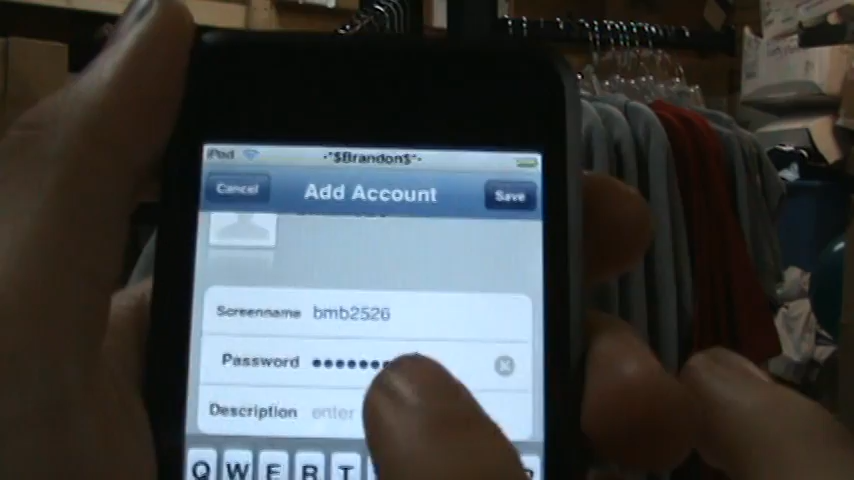 iPod ·*$Brandon$*·
Cancel Add Account Save
Screenname bmb2526
Password ••••••••
Description enter
Q W E R T